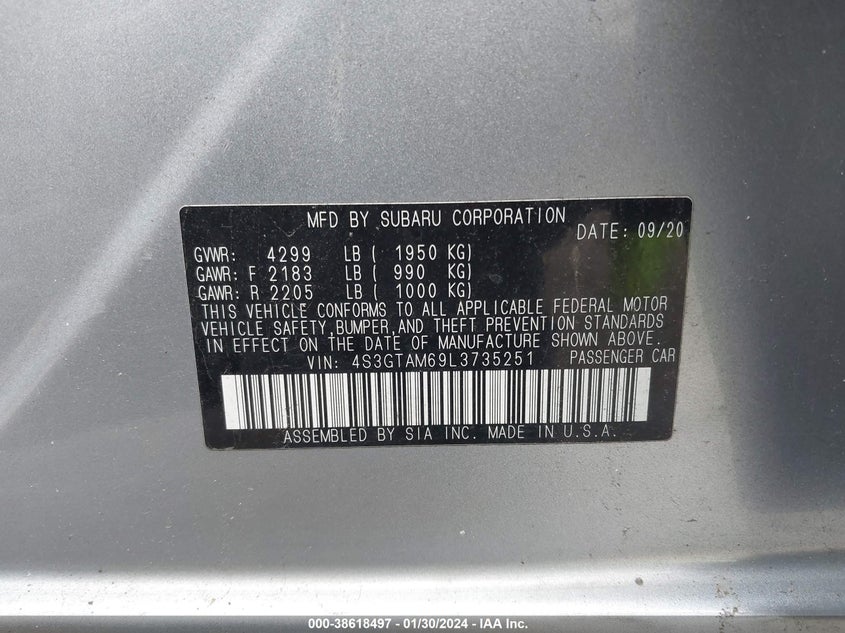 MFD BY SUBARU CORPORATION
DATE: 09/20
GVWR: 4299 LB ( 1950 KG)
GAWR: F 2183 LB ( 990 KG)
GAWR: R 2205 LB ( 1000 KG)
THIS VEHICLE CONFORMS TO ALL APPLICABLE FEDERAL MOTOR
VEHICLE SAFETY,BUMPER,AND THEFT PREVENTION STANDARDS
IN EFFECT ON THE DATE OF MANUFACTURE SHOWN ABOVE.
VIN: 4S3GTAM69L3735251 PASSENGER CAR
ASSEMBLED BY SIA INC. MADE IN U.S.A.
000-38618497 - 01/30/2024 - IAA Inc.